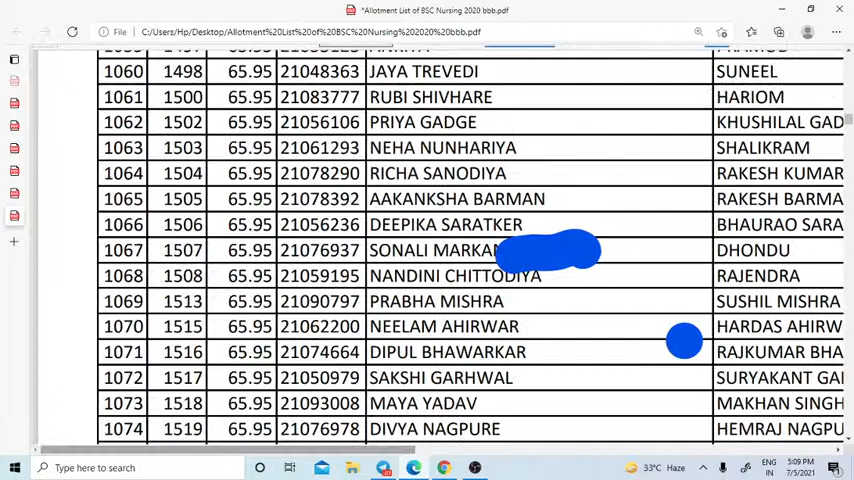 *Allotment List of BSC Nursing 2020 bbb.pdf
File C:/Users/Hp/Desktop/Allotment%20List%20of%20BSC%20Nursing%202020%20bbb.pdf
1060 1498 65.95 21048363 JAYA TREVEDI SUNEEL
1061 1500 65.95 21083777 RUBI SHIVHARE HARIOM
1062 1502 65.95 21056106 PRIYA GADGE KHUSHILAL GAD
1063 1503 65.95 21061293 NEHA NUNHARIYA SHALIKRAM
1064 1504 65.95 21078290 RICHA SANODIYA RAKESH KUMAR
1065 1505 65.95 21078392 AAKANKSHA BARMAN RAKESH BARMA
1066 1506 65.95 21056236 DEEPIKA SARATKER BHAURAO SARA
1067 1507 65.95 21076937 SONALI DHONDU
1068 1508 65.95 21059195 NANDINI CHITTODIYA RAJENDRA
1069 1513 65.95 21090797 PRABHA MISHRA SUSHIL MISHRA
1070 1515 65.95 21062200 NEELAM AHIRWAR HARDAS AHIRW
1071 1516 65.95 21074664 DIPUL BHAWARKAR RAJKUMAR BHA
1072 1517 65.95 21050979 SAKSHI GARHWAL SURYAKANT GA
1073 1518 65.95 21093008 MAYA YADAV MAKHAN SINGH
1074 1519 65.95 21076978 DIVYA NAGPURE HEMRAJ NAGPU
Type here to search 33°C Haze ENG IN 5:09 PM 7/5/2021